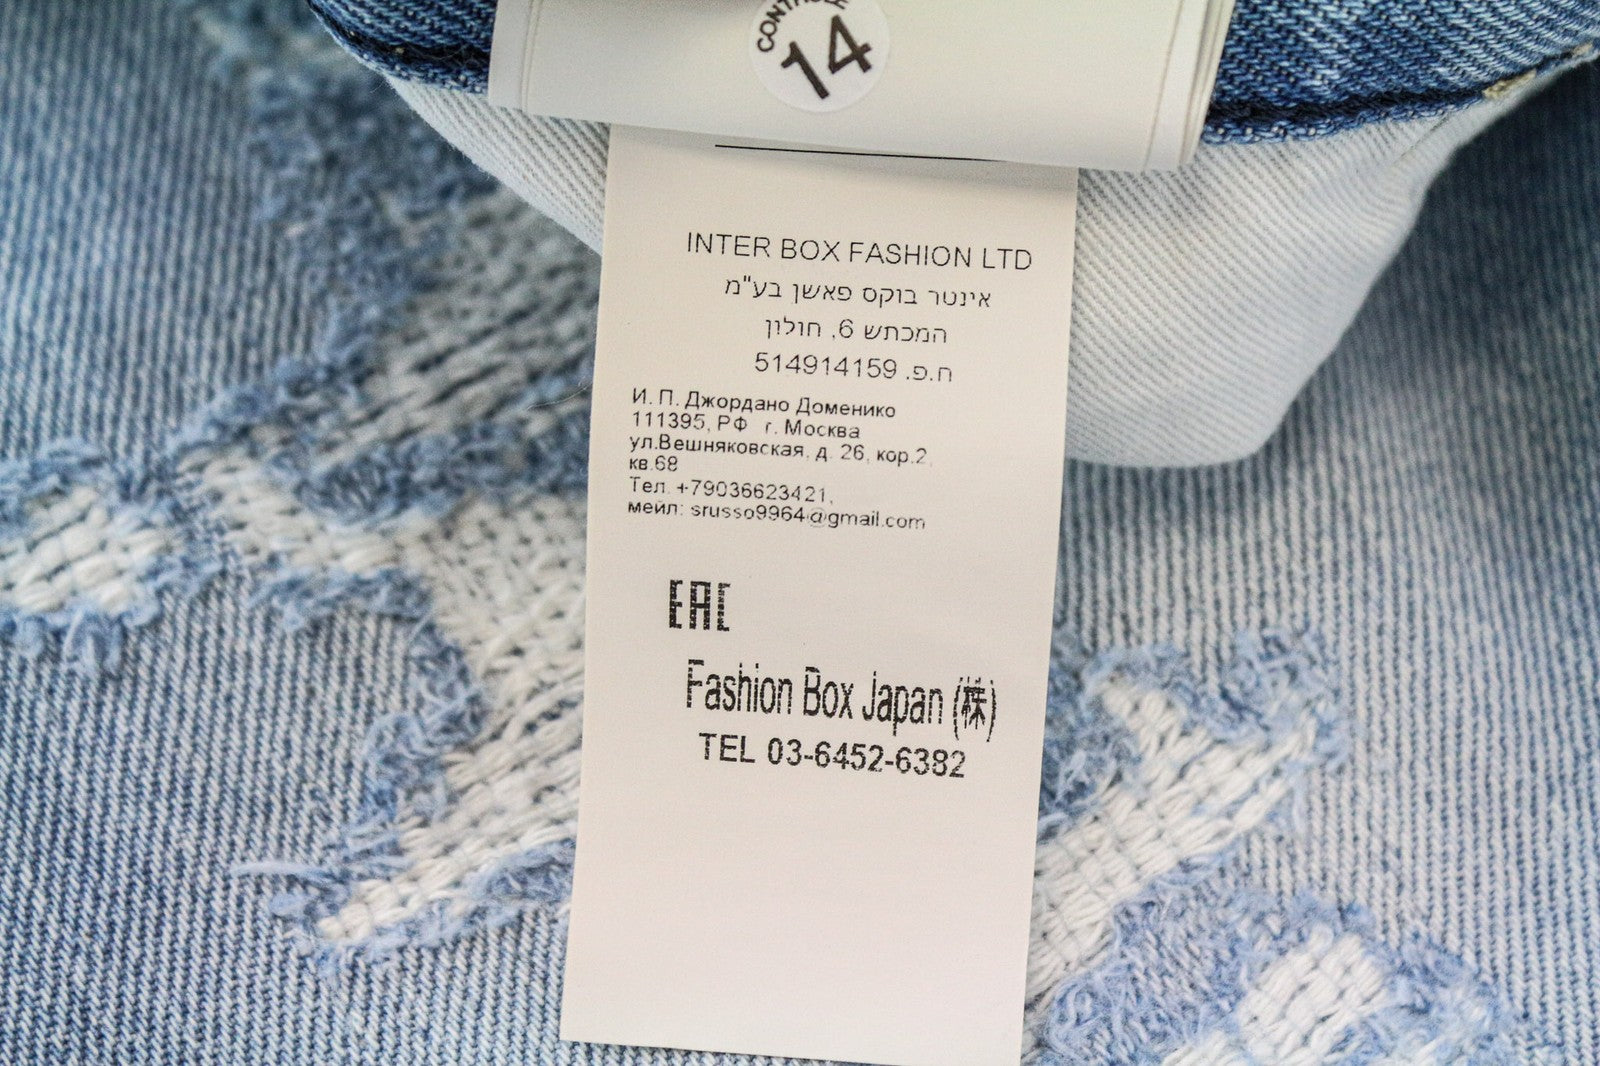 14
INTER BOX FASHION LTD
אינטר בוקס פאשן בע"מ
המכתש 6, חולון
ח.פ. 514914159
И. П. Джордано Доменико
111395, РФ г. Москва
ул.Вешняковская, д. 26, кор.2,
кв.68
Тел. +79036623421,
мейл: srusso9964@gmail.com
EAC
Fashion Box Japan (株)
TEL 03-6452-6382